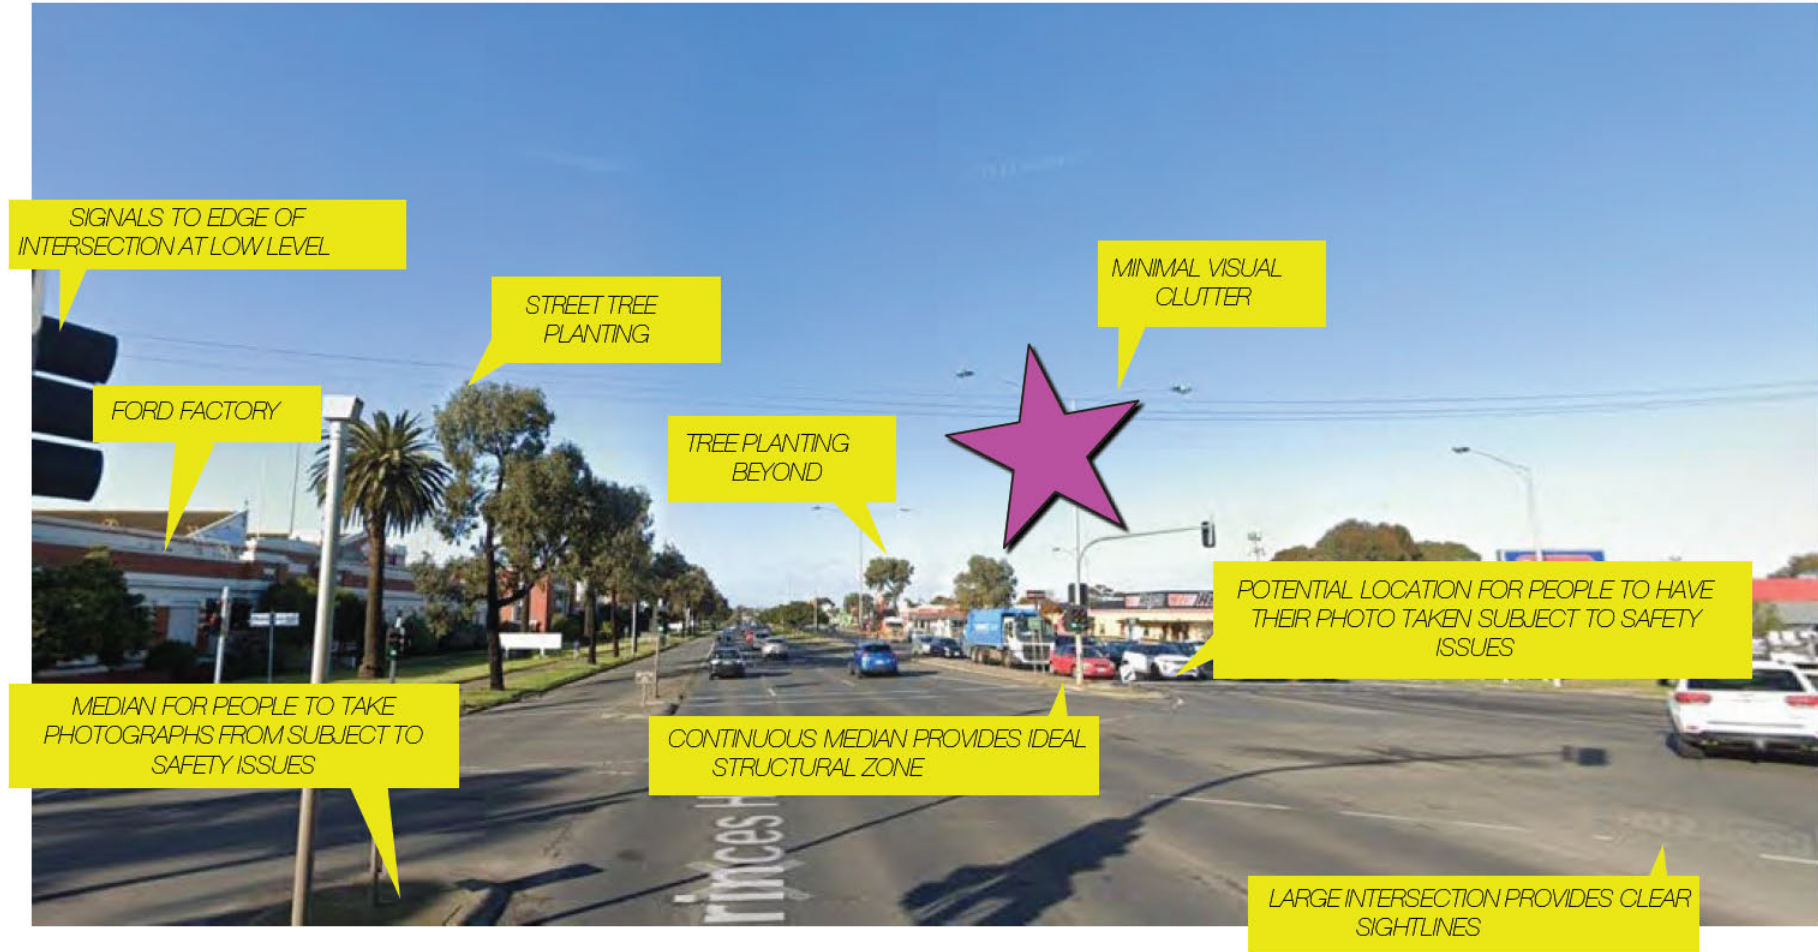 SIGNALS TO EDGE OF
INTERSECTION AT LOW LEVEL
STREET TREE
PLANTING
MINIMAL VISUAL
CLUTTER
FORD FACTORY
TREE PLANTING
BEYOND
POTENTIAL LOCATION FOR PEOPLE TO HAVE
THEIR PHOTO TAKEN SUBJECT TO SAFETY
ISSUES
MEDIAN FOR PEOPLE TO TAKE
PHOTOGRAPHS FROM SUBJECT TO
SAFETY ISSUES
CONTINUOUS MEDIAN PROVIDES IDEAL
STRUCTURAL ZONE
rinces H
LARGE INTERSECTION PROVIDES CLEAR
SIGHTLINES